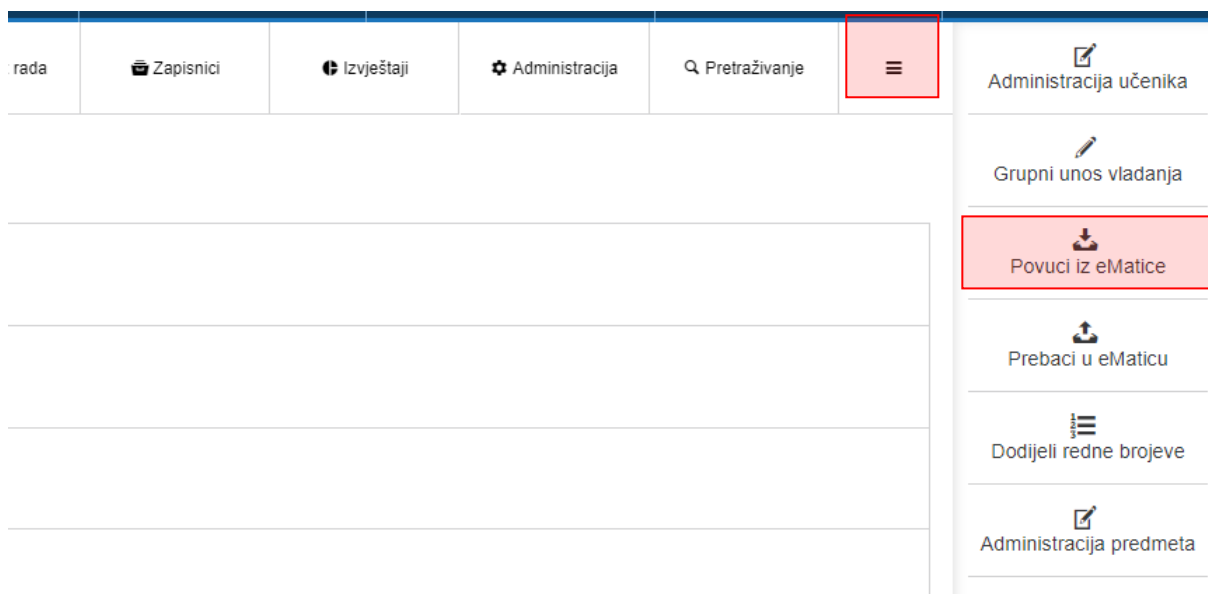 rada
Zapisnici
Izvještaji
Administracija
Pretraživanje
Administracija učenika
Grupni unos vladanja
Povuci iz eMatice
Prebaci u eMaticu
Dodijeli redne brojeve
Administracija predmeta